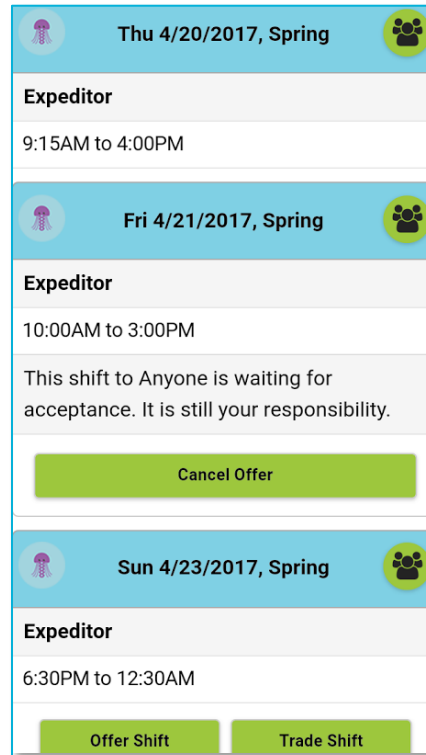 Thu 4/20/2017, Spring
Expeditor
9:15AM to 4:00PM
Fri 4/21/2017, Spring
Expeditor
10:00AM to 3:00PM
This shift to Anyone is waiting for
acceptance. It is still your responsibility.
Cancel Offer
Sun 4/23/2017, Spring
Expeditor
6:30PM to 12:30AM
Offer Shift
Trade Shift